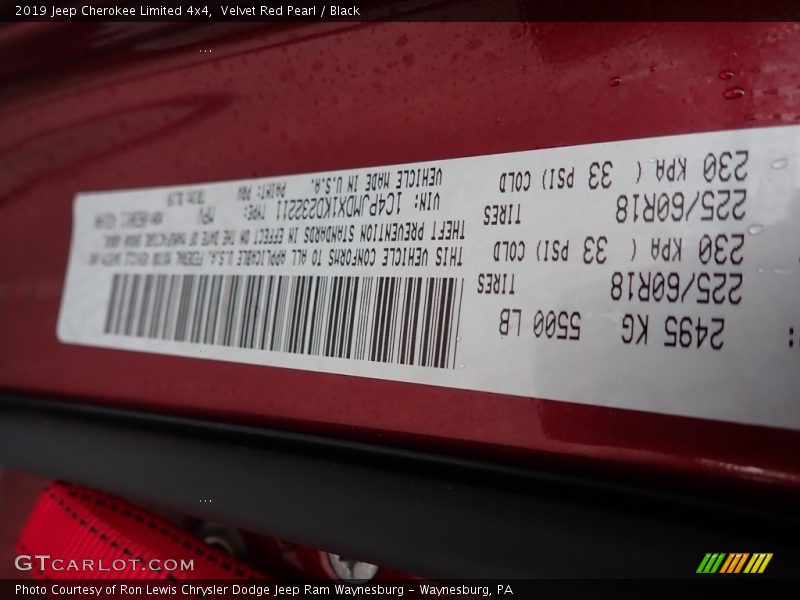 2019 Jeep Cherokee Limited 4x4, Velvet Red Pearl / Black
2495 KG 5500 LB
225/60R18 TIRES
230 KPA ( 33 PSI) COLD
225/60R18 TIRES
230 KPA ( 33 PSI) COLD
THIS VEHICLE CONFORMS TO ALL APPLICABLE U.S.A. FEDERAL MOTOR VEHICLE SAFETY AND
THEFT PREVENTION STANDARDS IN EFFECT ON THE DATE OF MANUFACTURE SHOWN ABOVE.
VIN: 1C4PJMDX1KD232211 TYPE: MPV
VEHICLE MADE IN U.S.A. PAINT: PRV
GTCARLOT.COM
Photo Courtesy of Ron Lewis Chrysler Dodge Jeep Ram Waynesburg – Waynesburg, PA